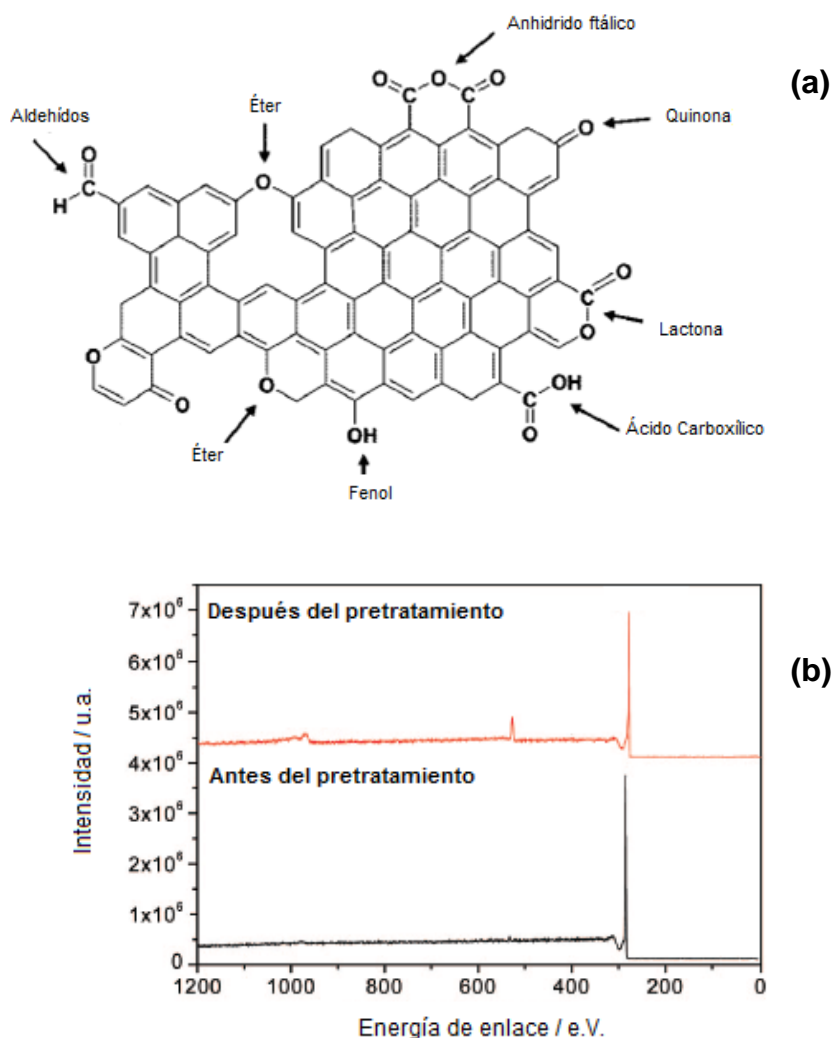 Anhidrido ftálico
(a)
O
O
O
C
C
Éter
Aldehídos
Quinona
O
O
C
H
O
C
O
O
Lactona
O
O
O
C
OH
O
Ácido Carboxílico
Éter
OH
Fenol
(b)
7x10⁶
Después del pretratamiento
6x10⁶
5x10⁶
4x10⁶
Antes del pretratamiento
3x10⁶
2x10⁶
1x10⁶
0
Intensidad / u.a.
1200
1000
800
600
400
200
0
Energía de enlace / e.V.